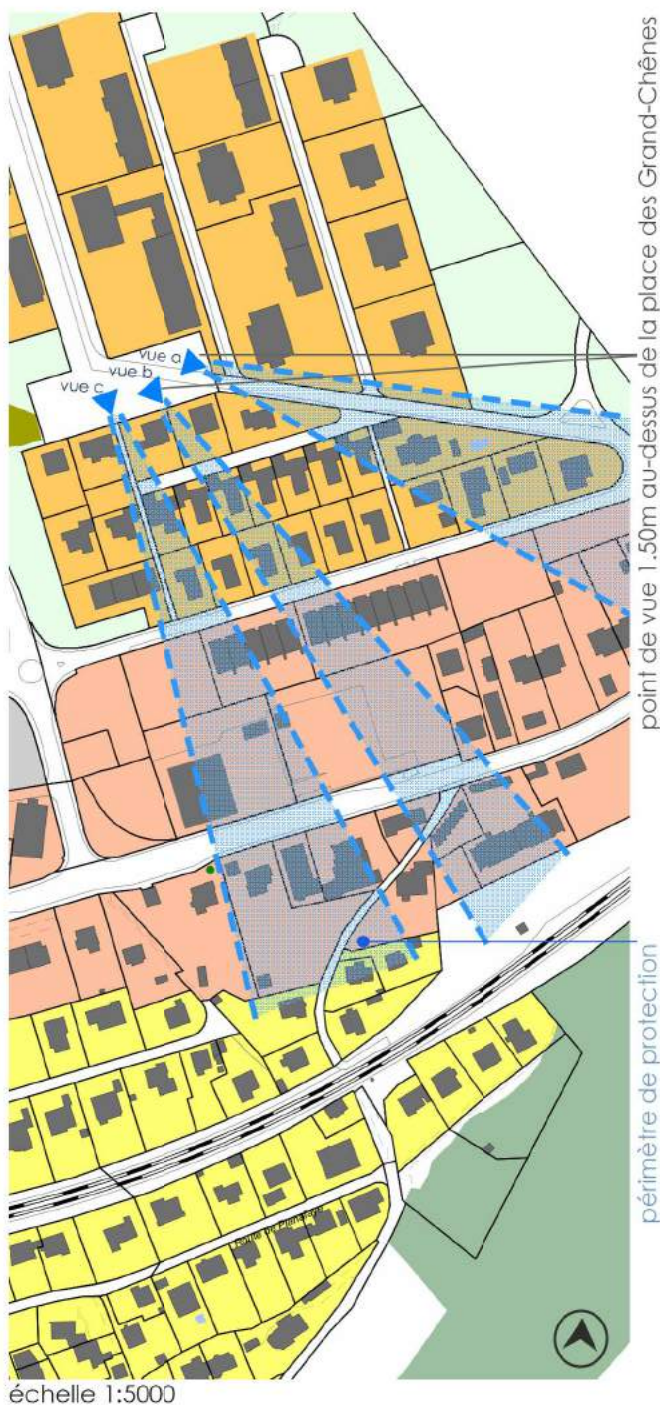 vue a
vue b
vue c
point de vue 1.50m au-dessus de la place des Grand-Chênes
périmètre de protection
échelle 1:5000